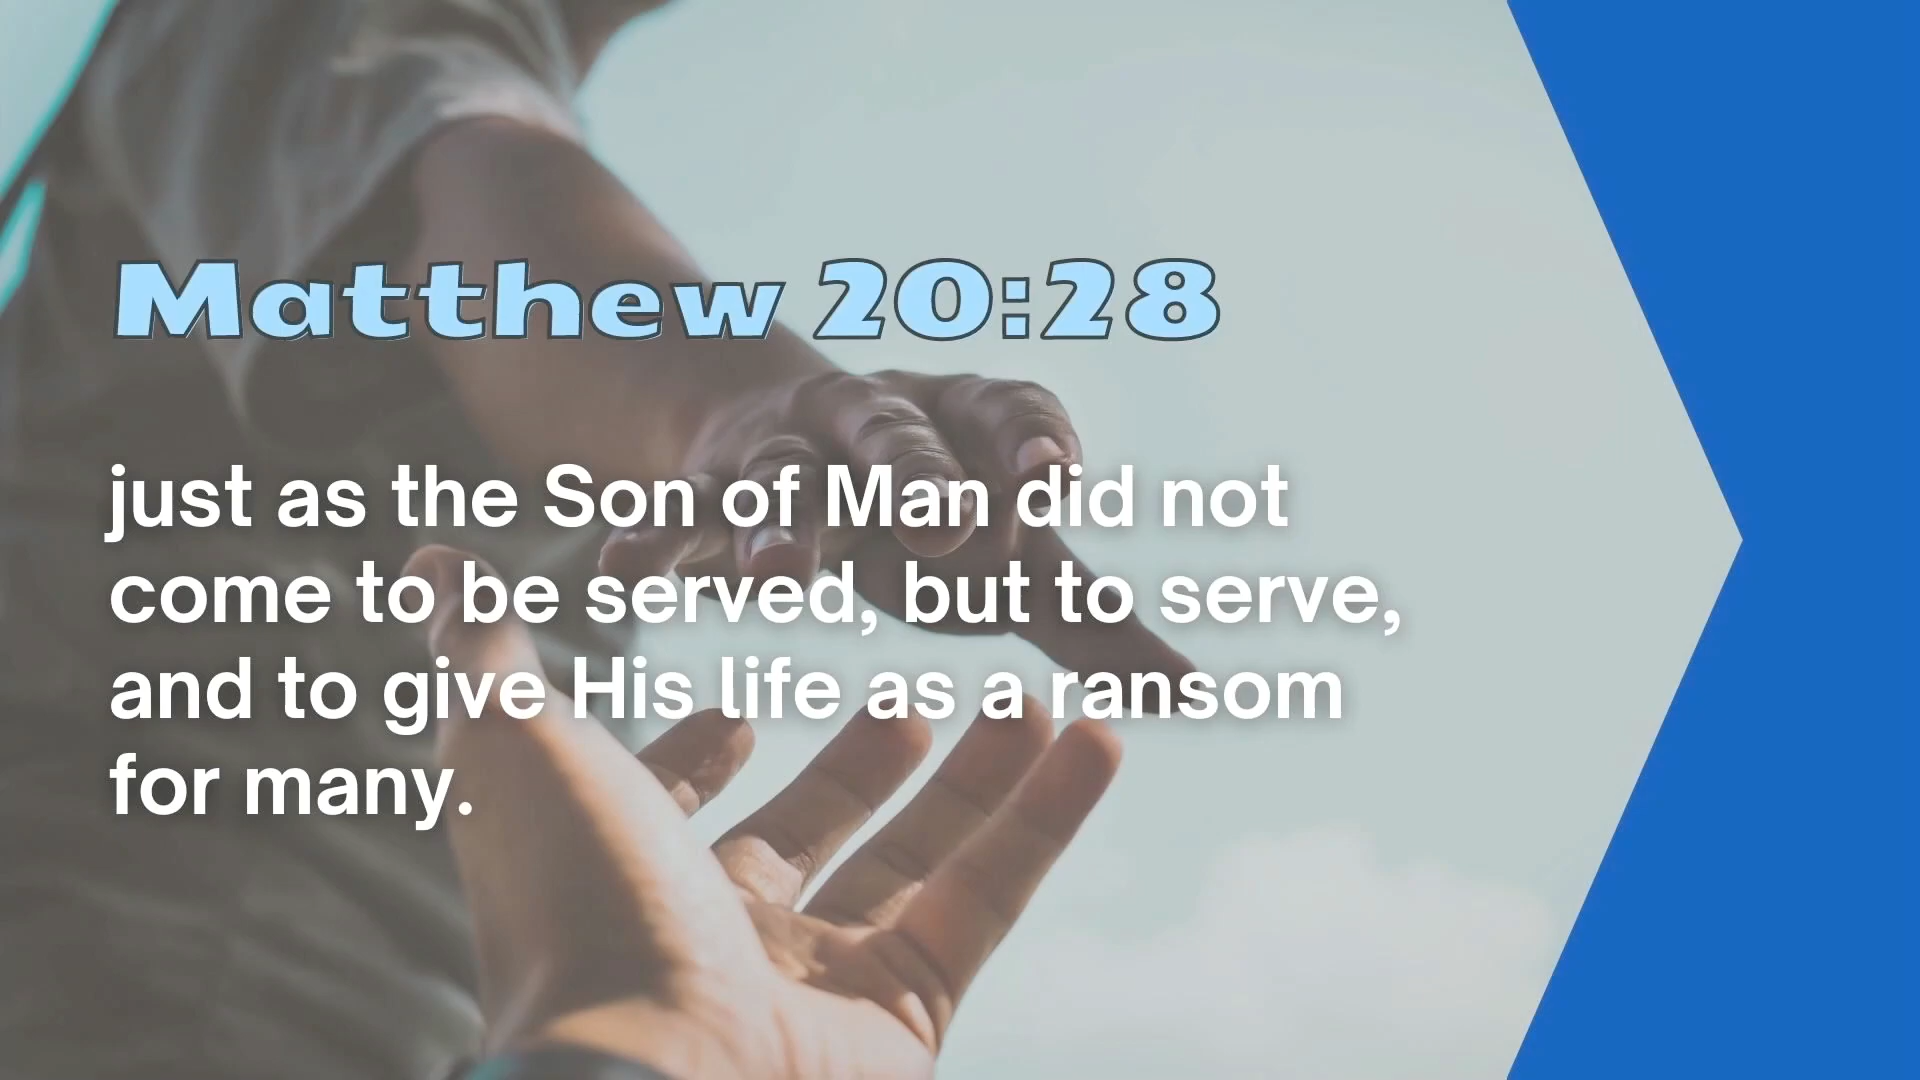 Matthew 20:28
just as the Son of Man did not
come to be served, but to serve,
and to give His life as a ransom
for many.